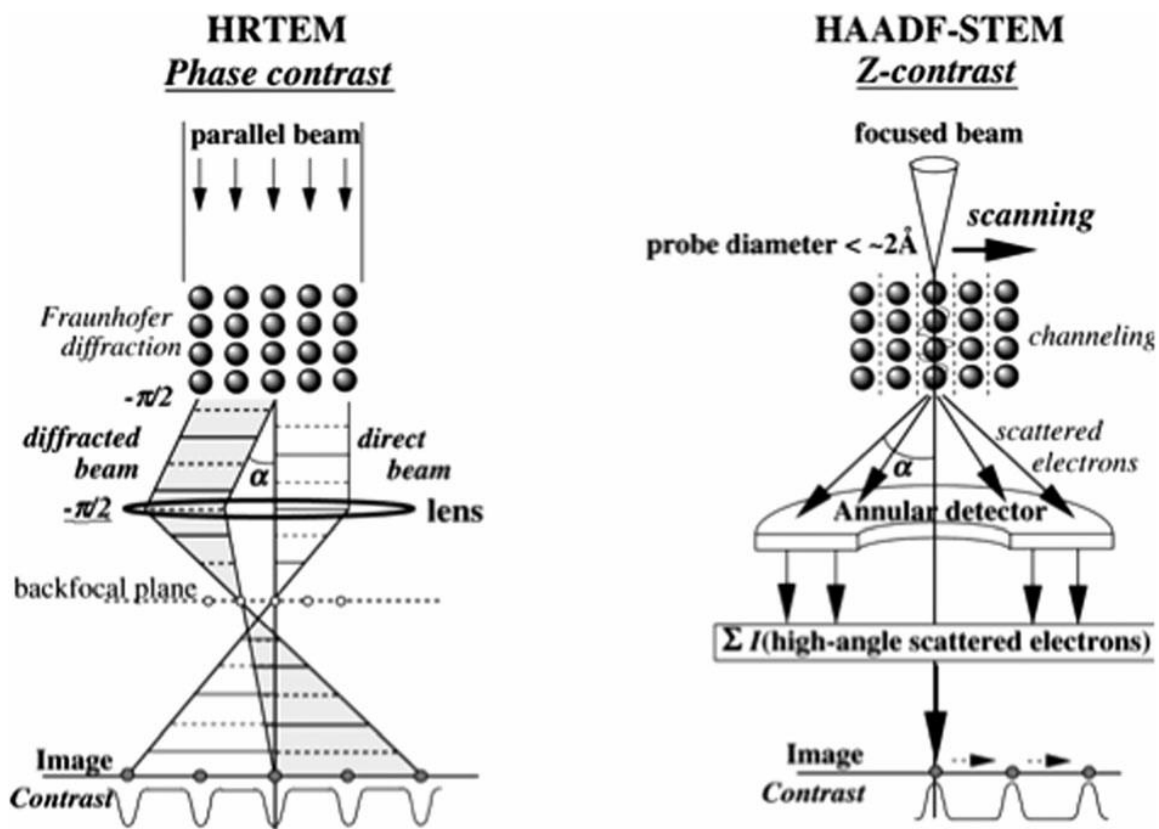 HRTEM
Phase contrast
parallel beam
Fraunhofer
diffraction
-π/2
diffracted
beam
α
direct
beam
-π/2
lens
backfocal plane
Image
Contrast
HAADF-STEM
Z-contrast
focused beam
scanning
probe diameter < ~2Å
channeling
scattered
electrons
α
Annular detector
Σ I(high-angle scattered electrons)
Image
Contrast